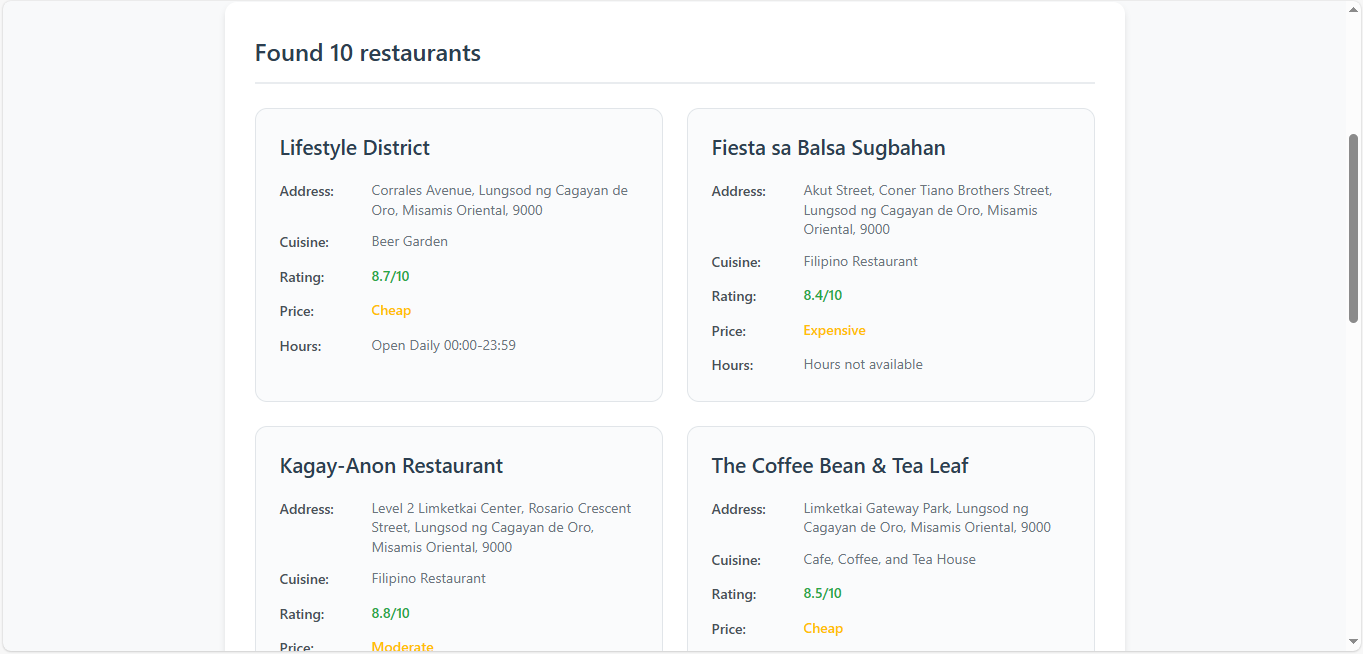 Found 10 restaurants
Lifestyle District
Address: Corrales Avenue, Lungsod ng Cagayan de
Oro, Misamis Oriental, 9000
Cuisine: Beer Garden
Rating: 8.7/10
Price: Cheap
Hours: Open Daily 00:00-23:59
Fiesta sa Balsa Sugbahan
Address: Akut Street, Coner Tiano Brothers Street,
Lungsod ng Cagayan de Oro, Misamis
Oriental, 9000
Cuisine: Filipino Restaurant
Rating: 8.4/10
Price: Expensive
Hours: Hours not available
Kagay-Anon Restaurant
Address: Level 2 Limketkai Center, Rosario Crescent
Street, Lungsod ng Cagayan de Oro,
Misamis Oriental, 9000
Cuisine: Filipino Restaurant
Rating: 8.8/10
Price: Moderate
The Coffee Bean & Tea Leaf
Address: Limketkai Gateway Park, Lungsod ng
Cagayan de Oro, Misamis Oriental, 9000
Cuisine: Cafe, Coffee, and Tea House
Rating: 8.5/10
Price: Cheap